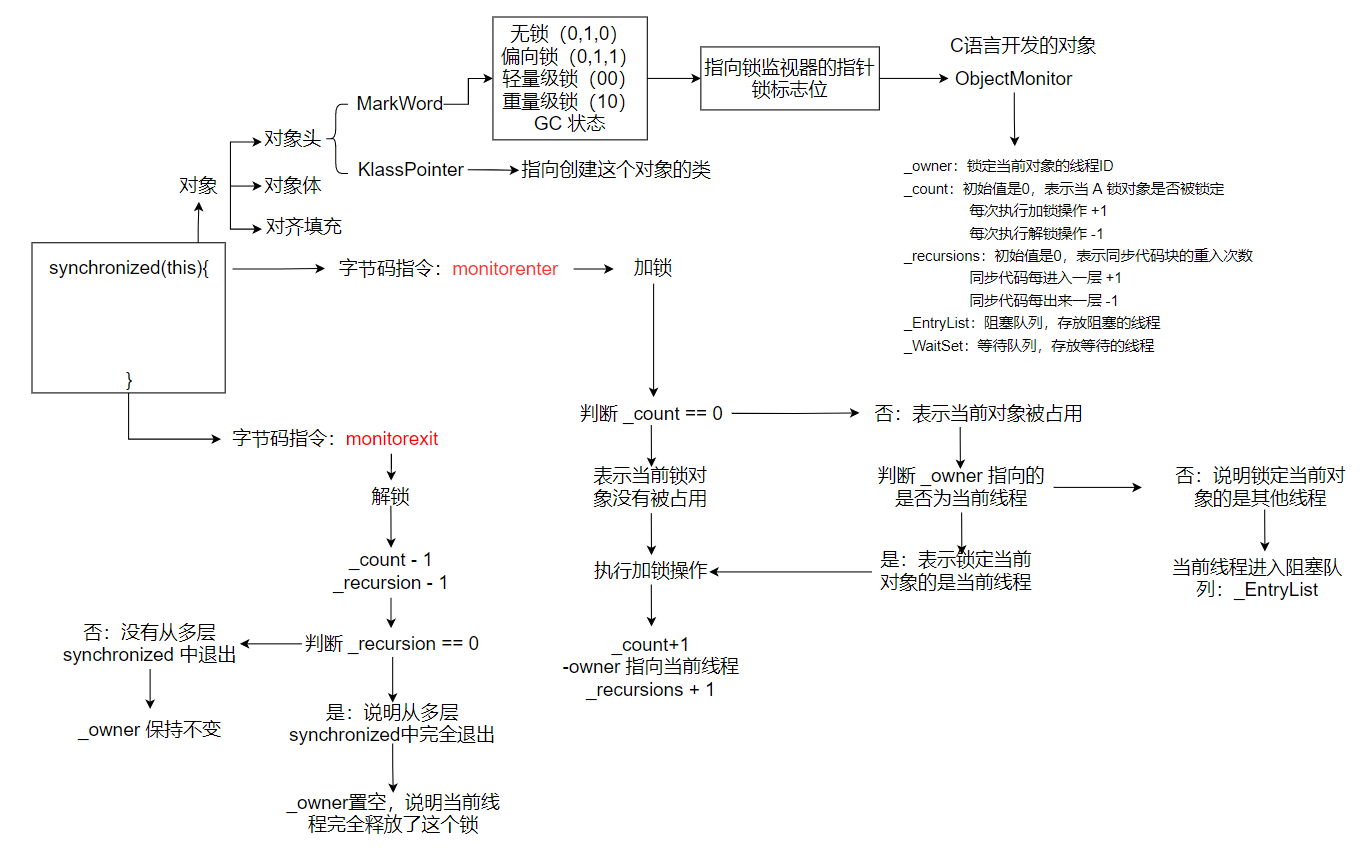 无锁（0,1,0）
偏向锁（0,1,1）
轻量级锁（00）
重量级锁（10）
GC 状态
指向锁监视器的指针
锁标志位
C语言开发的对象
ObjectMonitor
MarkWord
对象头
KlassPointer
指向创建这个对象的类
对象
对象体
对齐填充
_owner：锁定当前对象的线程ID
_count：初始值是0，表示当 A 锁对象是否被锁定
每次执行加锁操作 +1
每次执行解锁操作 -1
_recursions：初始值是0，表示同步代码块的重入次数
同步代码每进入一层 +1
同步代码每出来一层 -1
_EntryList：阻塞队列，存放阻塞的线程
_WaitSet：等待队列，存放等待的线程
synchronized(this){
}
字节码指令：monitorenter
加锁
判断 _count == 0
否：表示当前对象被占用
表示当前锁对
象没有被占用
判断 _owner 指向的
是否为当前线程
否：说明锁定当前对
象的是其他线程
执行加锁操作
是：表示锁定当前
对象的是当前线程
当前线程进入阻塞队
列：_EntryList
_count+1
-owner 指向当前线程
_recursions + 1
字节码指令：monitorexit
解锁
_count - 1
_recursion - 1
判断 _recursion == 0
否：没有从多层
synchronized 中退出
_owner 保持不变
是：说明从多层
synchronized中完全退出
_owner置空，说明当前线
程完全释放了这个锁